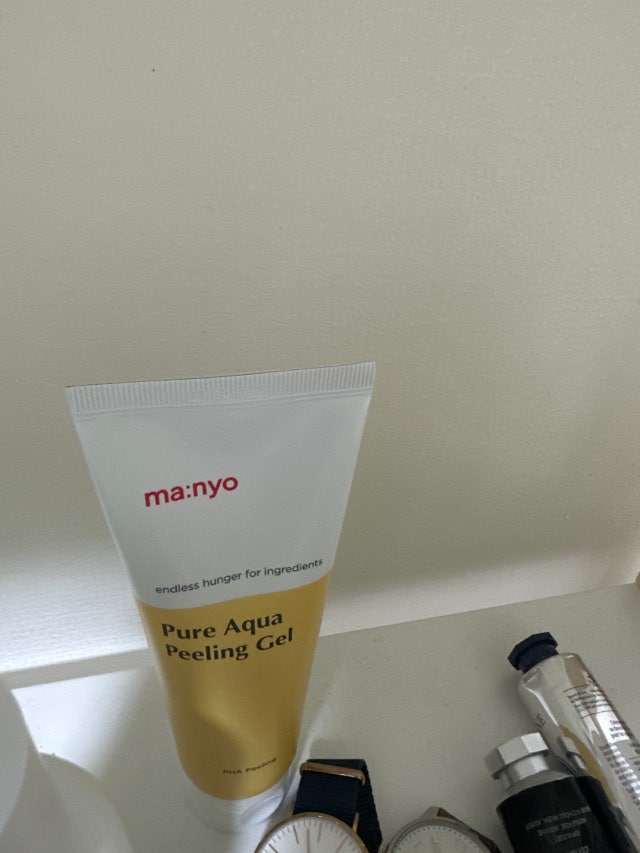 ma:nyo
endless hunger for ingredients
Pure Aqua
Peeling Gel
PHA Peeling